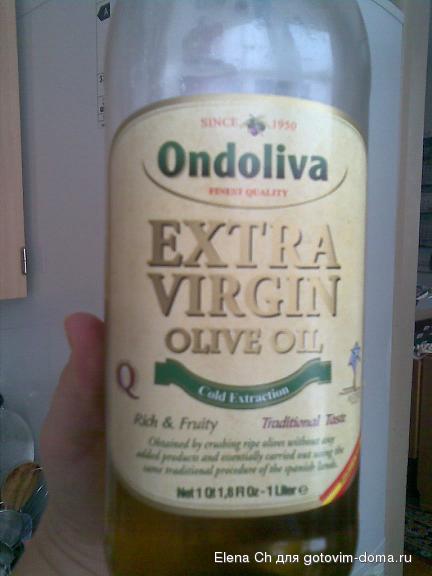 SINCE 1950
Ondoliva
FINEST QUALITY
EXTRA
VIRGIN
OLIVE OIL
Cold Extraction
Q
Rich & Fruity Traditional Taste
Obtained by crushing ripe olives without any
added products and essentially carried out using the
same traditional procedure of the spanish lands.
Net 1 Qt 1,8 Fl Oz - 1 Liter e
Elena Ch для gotovim-doma.ru